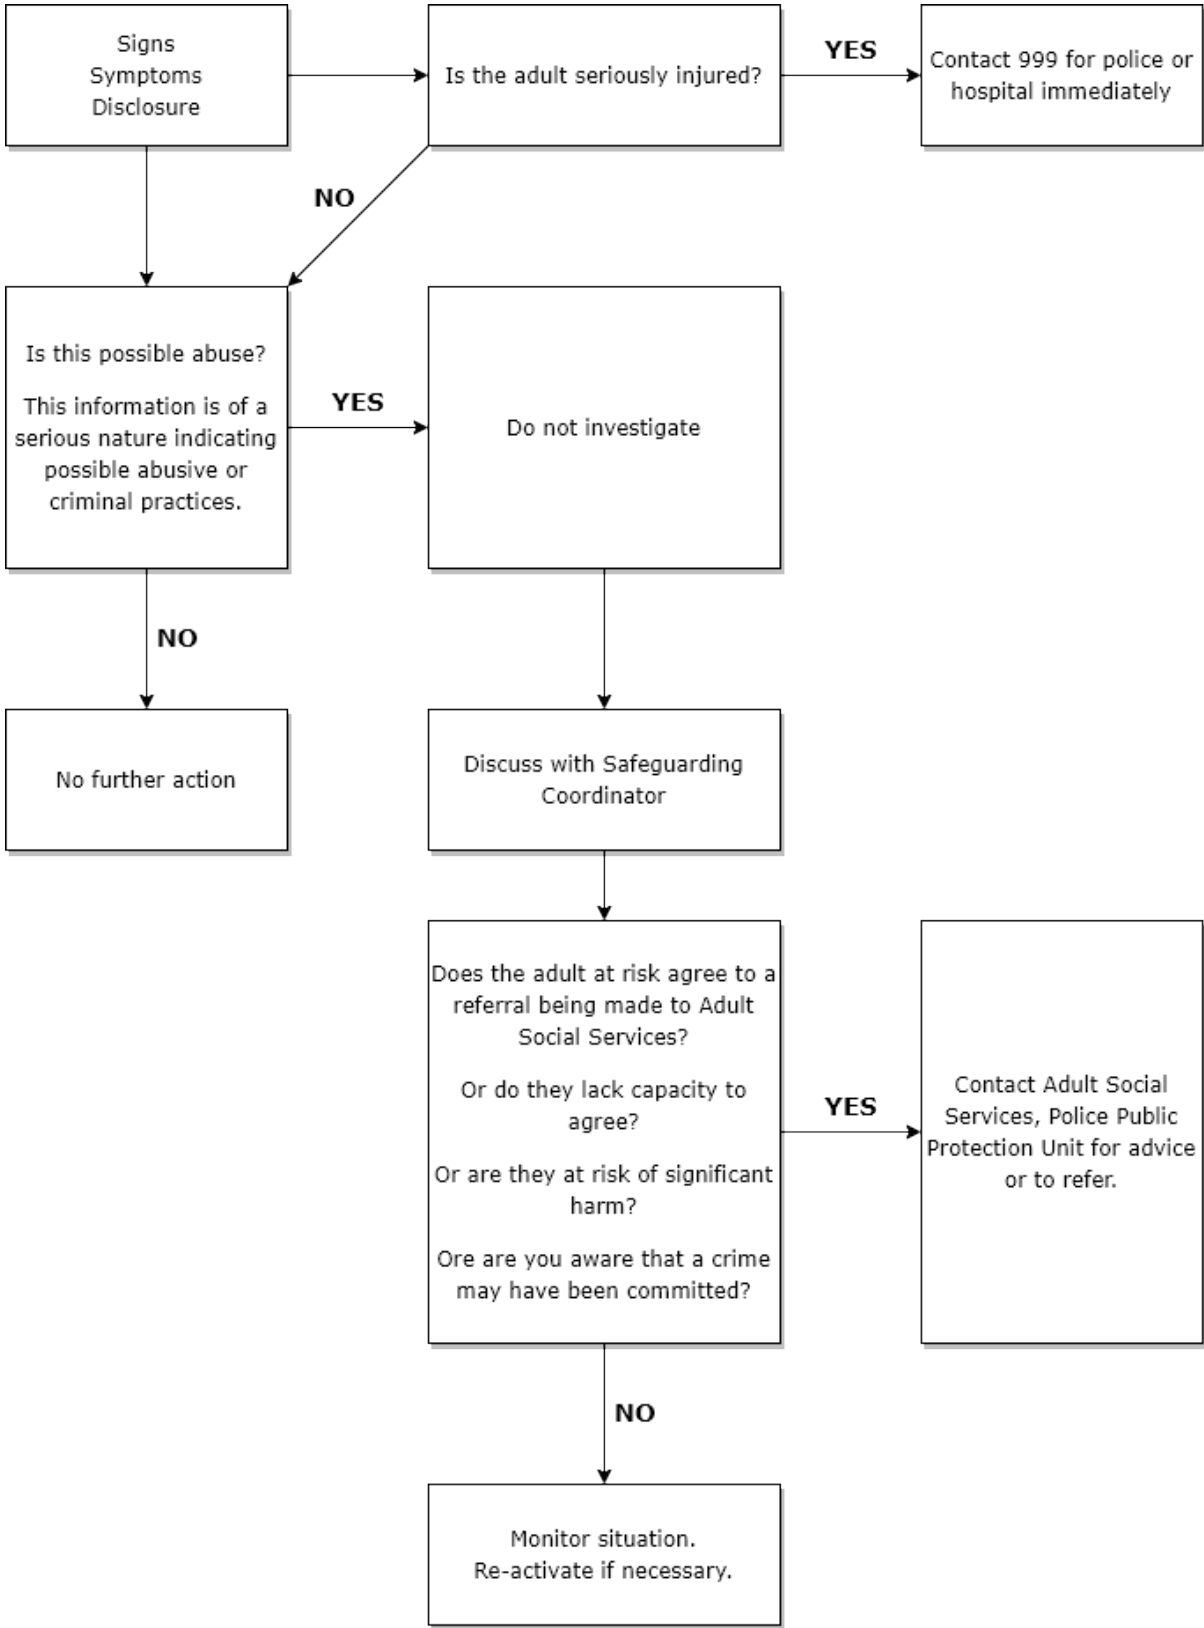 Signs
Symptoms
Disclosure
Is the adult seriously injured?
YES
Contact 999 for police or
hospital immediately
NO
Is this possible abuse?
This information is of a
serious nature indicating
possible abusive or
criminal practices.
YES
Do not investigate
NO
No further action
Discuss with Safeguarding
Coordinator
Does the adult at risk agree to a
referral being made to Adult
Social Services?
Or do they lack capacity to
agree?
Or are they at risk of significant
harm?
Ore are you aware that a crime
may have been committed?
YES
Contact Adult Social
Services, Police Public
Protection Unit for advice
or to refer.
NO
Monitor situation.
Re-activate if necessary.